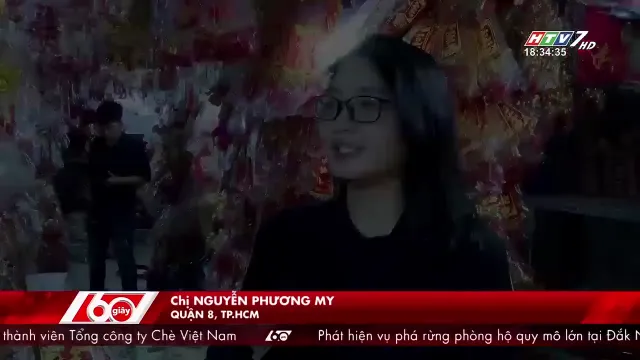 HTV7 HD
18:34:35
60 giây
Chị NGUYỄN PHƯƠNG MY
QUẬN 8, TP.HCM
thành viên Tổng công ty Chè Việt Nam 60 Phát hiện vụ phá rừng phòng hộ quy mô lớn tại Đắk